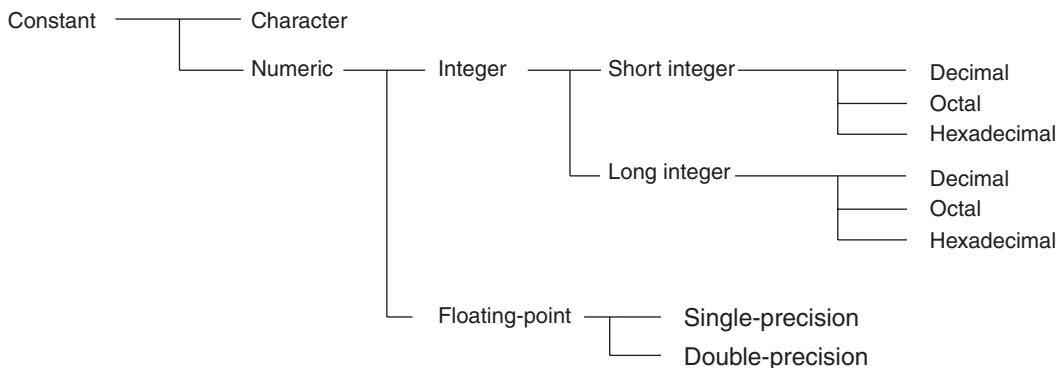 Constant Character
Numeric Integer Short integer Decimal
Octal
Hexadecimal
Long integer Decimal
Octal
Hexadecimal
Floating-point Single-precision
Double-precision